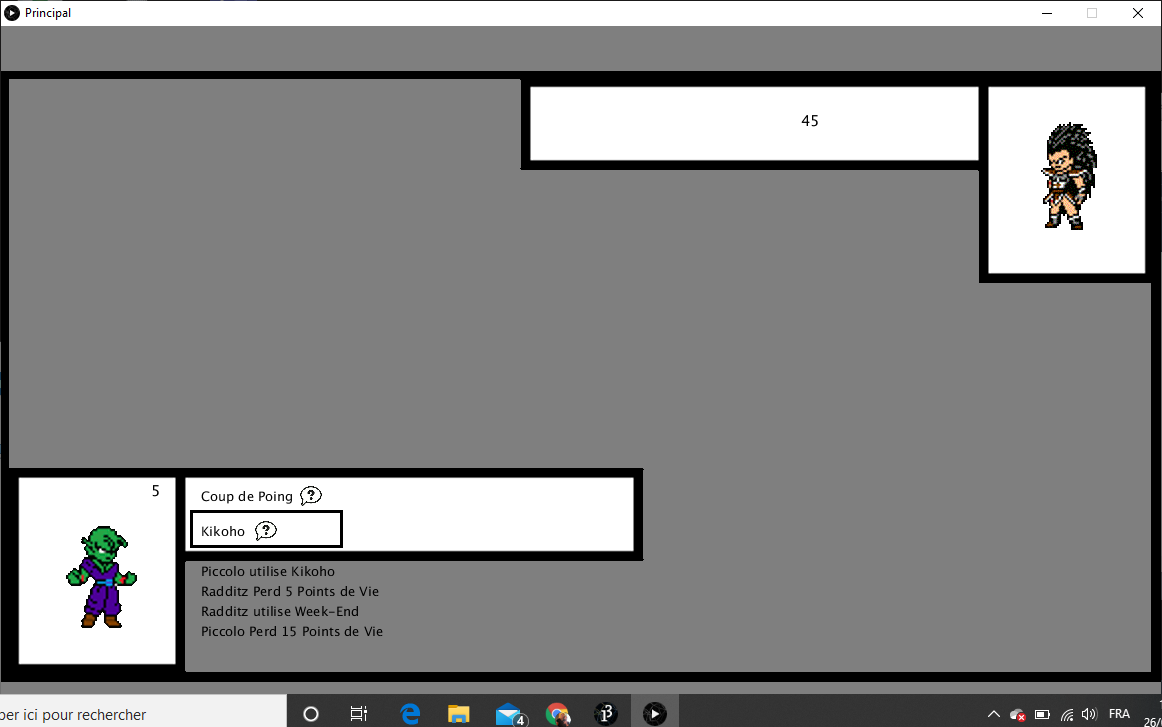 Principal
45
5
Coup de Poing ?
Kikoho ?
Piccolo utilise Kikoho
Radditz Perd 5 Points de Vie
Radditz utilise Week-End
Piccolo Perd 15 Points de Vie
per ici pour rechercher
4
FRA
26/